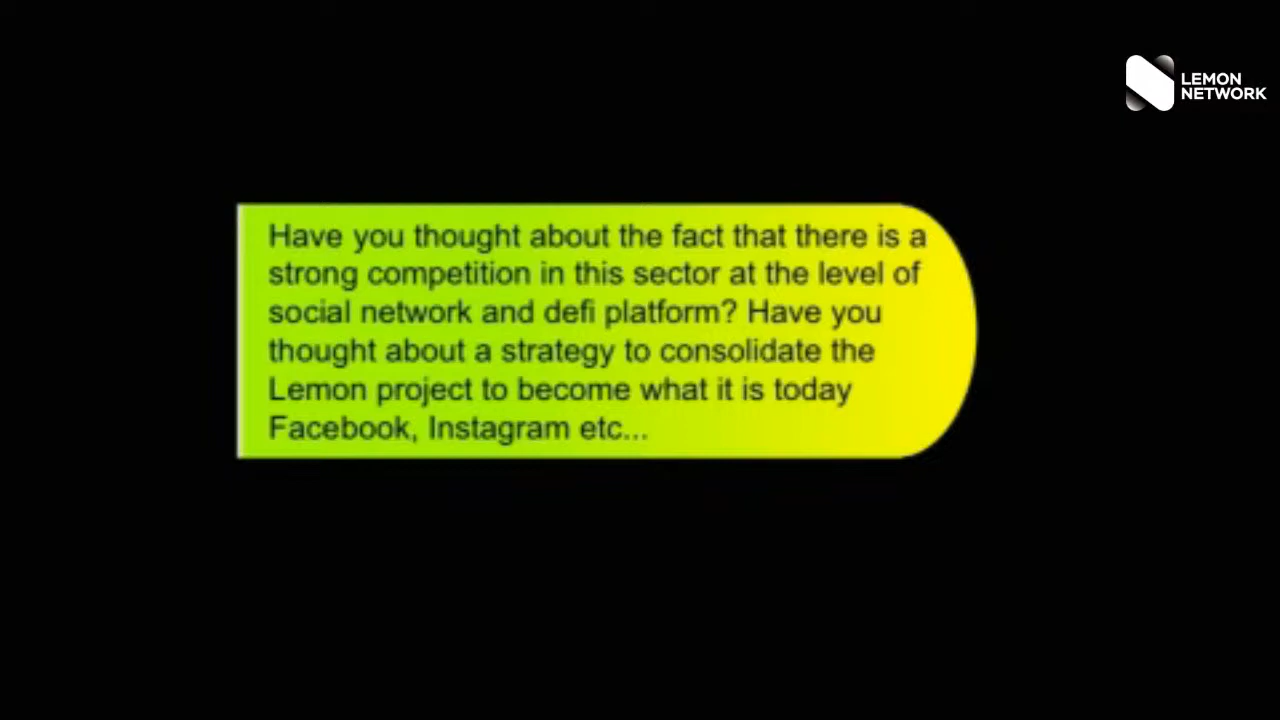 LEMON
NETWORK
Have you thought about the fact that there is a
strong competition in this sector at the level of
social network and defi platform? Have you
thought about a strategy to consolidate the
Lemon project to become what it is today
Facebook, Instagram etc...